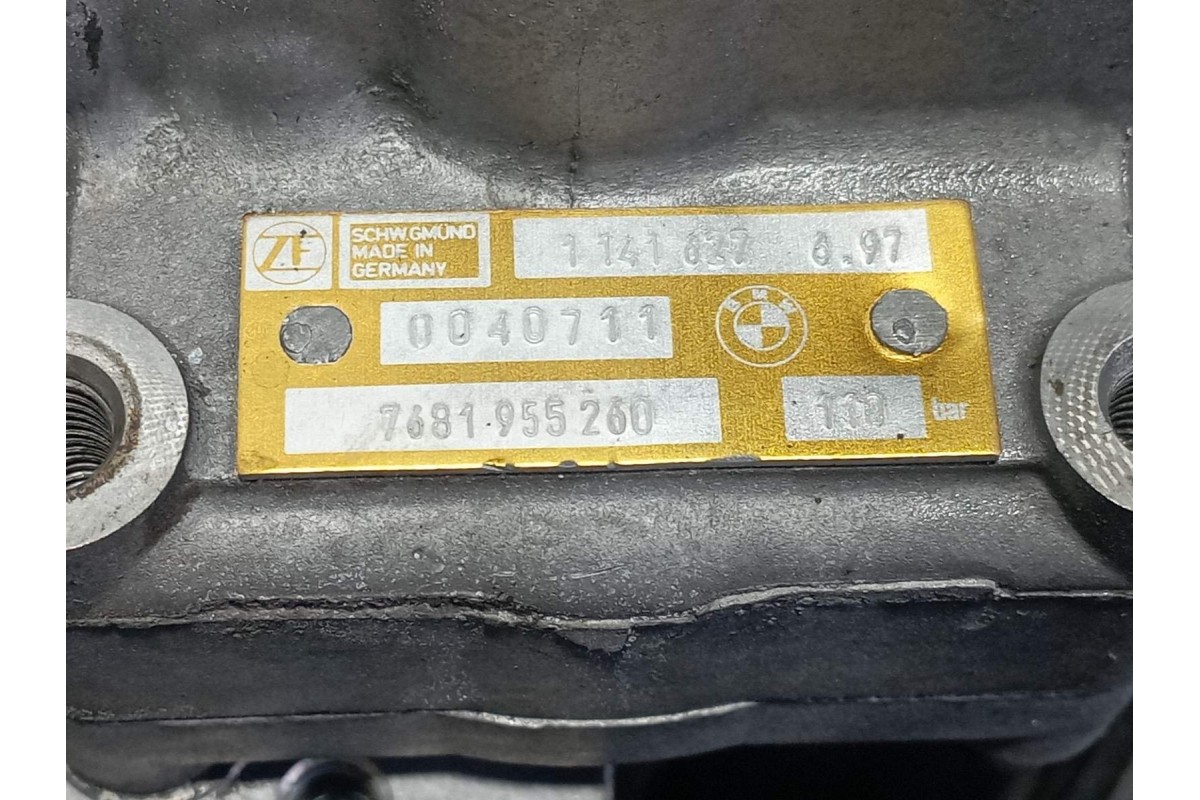 ZF
SCHW.GMÜND
MADE IN
GERMANY
1 141 627 6.97
0040711
BMW
7681 955 260
110 bar